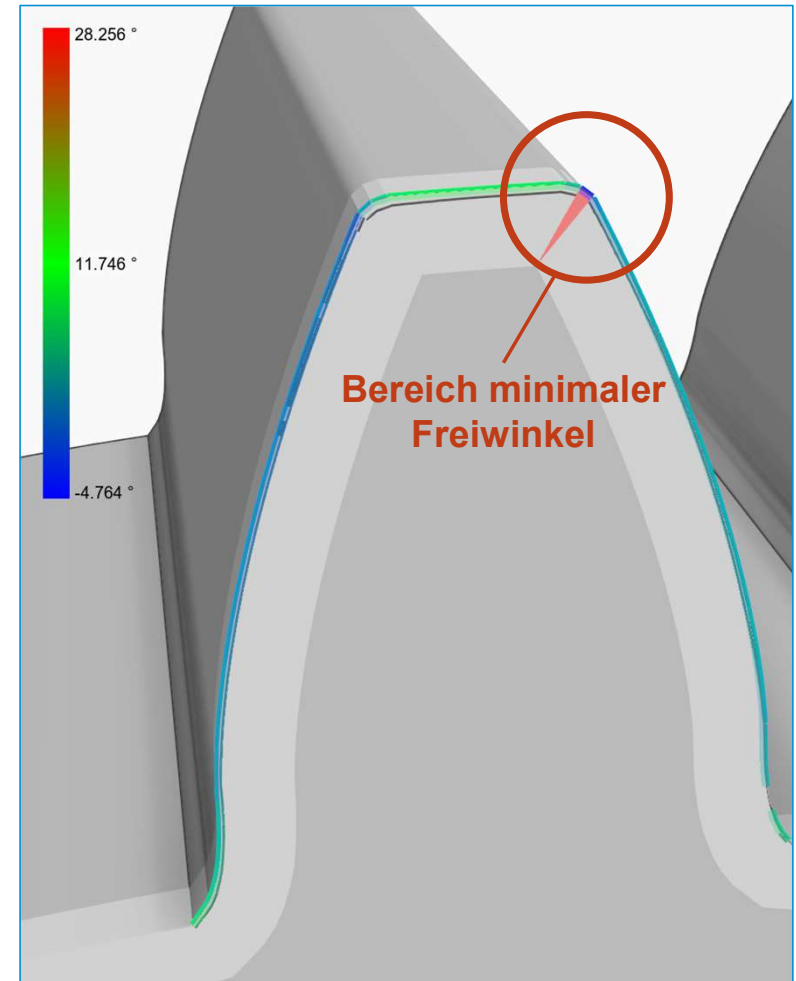 28.256 °
11.746 °
Bereich minimaler
Freiwinkel
-4.764 °